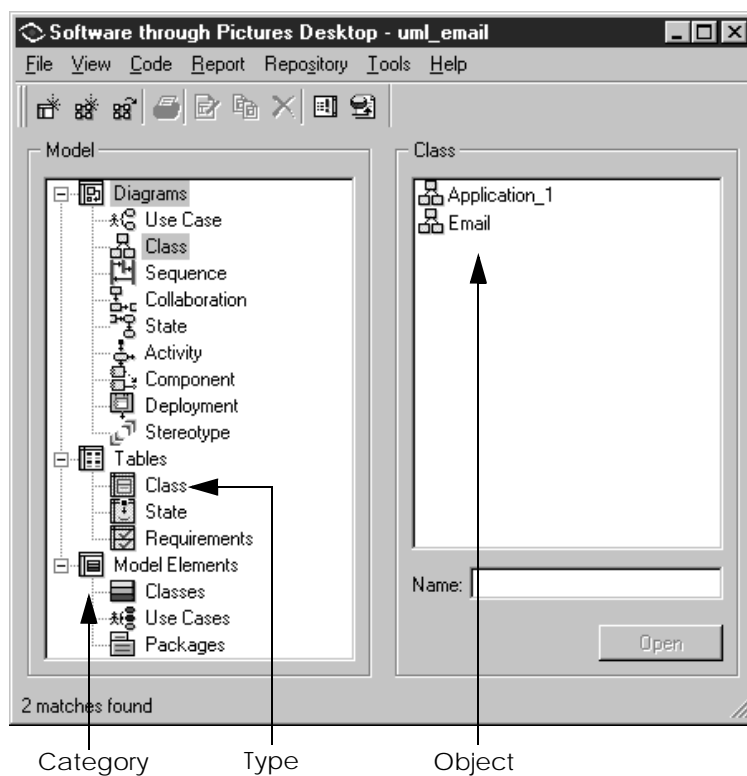 Software through Pictures Desktop - uml_email
File View Code Report Repository Tools Help
Model
Diagrams
Use Case
Class
Sequence
Collaboration
State
Activity
Component
Deployment
Stereotype
Tables
Class
State
Requirements
Model Elements
Classes
Use Cases
Packages
Class
Application_1
Email
Name:
Open
2 matches found
Category Type Object